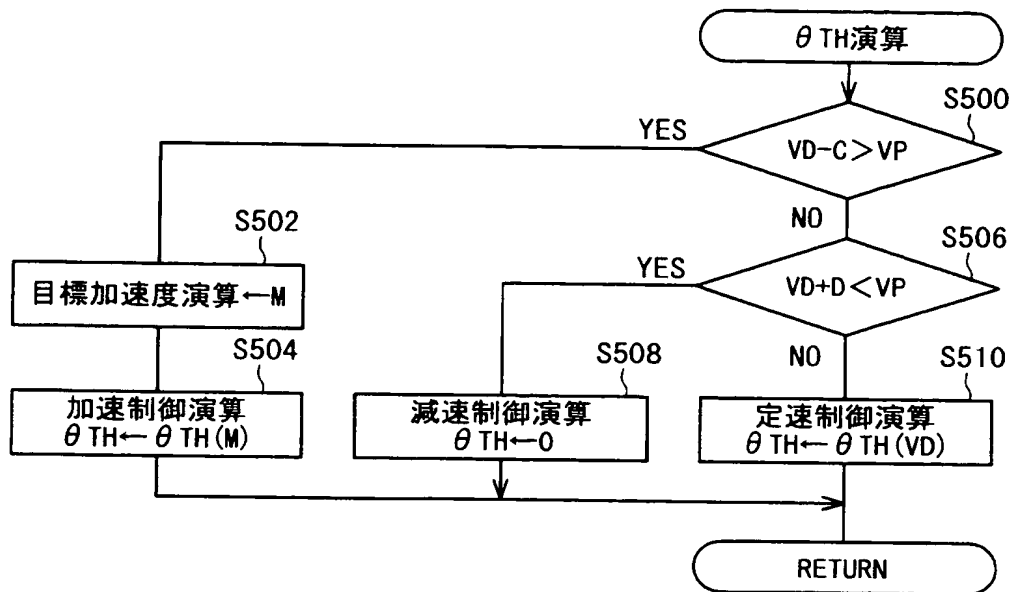 θTH演算
S500
VD-C>VP
YES
NO
S502
目標加速度演算←M
S506
VD+D<VP
YES
NO
S504
加速制御演算
θTH←θTH(M)
S508
減速制御演算
θTH←0
S510
定速制御演算
θTH←θTH(VD)
RETURN